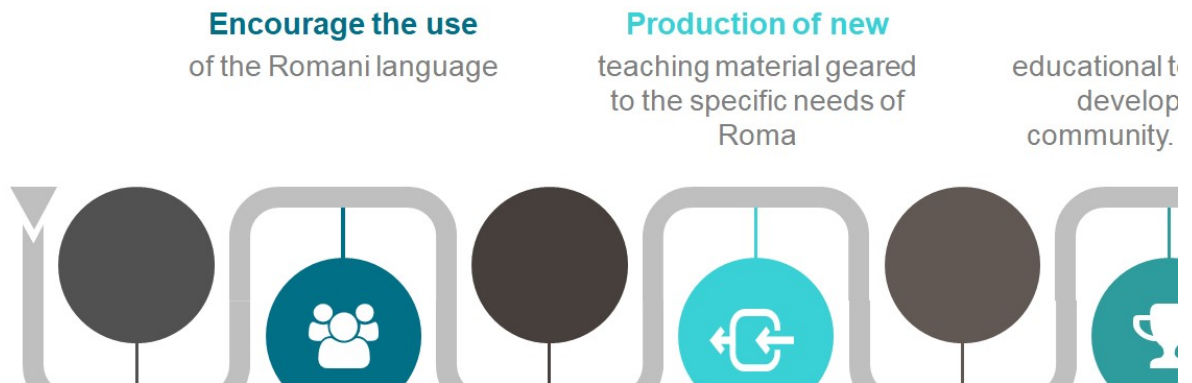 Encourage the use
of the Romani language
Production of new
teaching material geared
to the specific needs of
Roma
educational
develop
community.